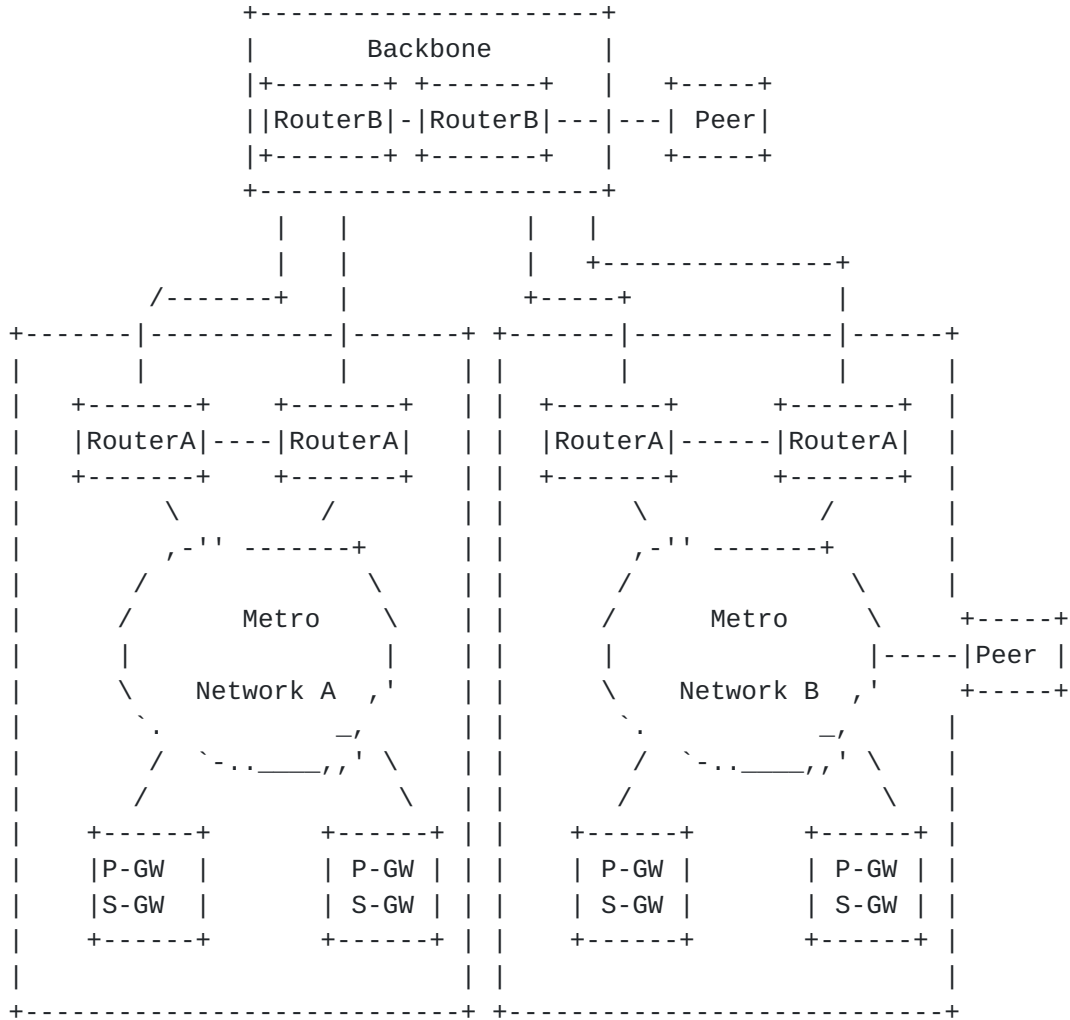 Backbone
RouterB RouterB Peer
RouterA RouterA RouterA RouterA
Metro Metro
Peer
Network A Network B
P-GW P-GW P-GW P-GW
S-GW S-GW S-GW S-GW